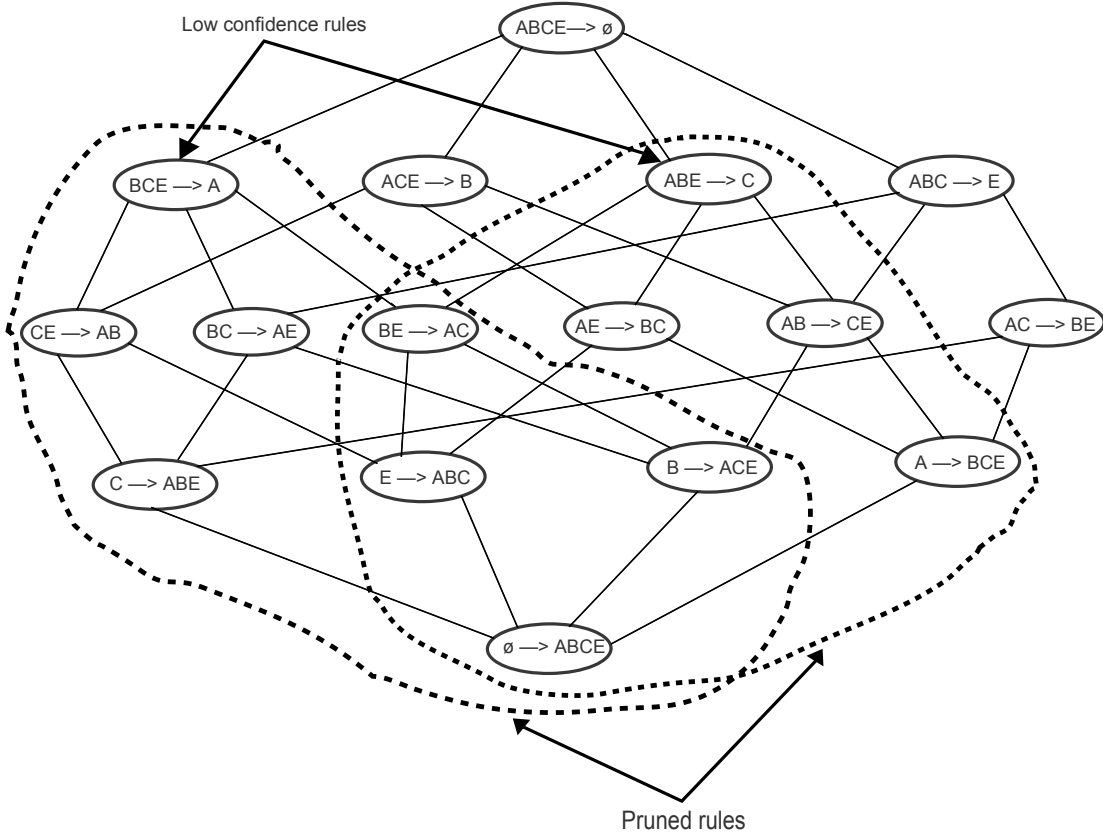 Low confidence rules
ABCE—> ø
BCE —> A
ACE —> B
ABE —> C
ABC —> E
CE —> AB
BC —> AE
BE —> AC
AE —> BC
AB —> CE
AC —> BE
C —> ABE
E —> ABC
B —> ACE
A —> BCE
ø —> ABCE
Pruned rules